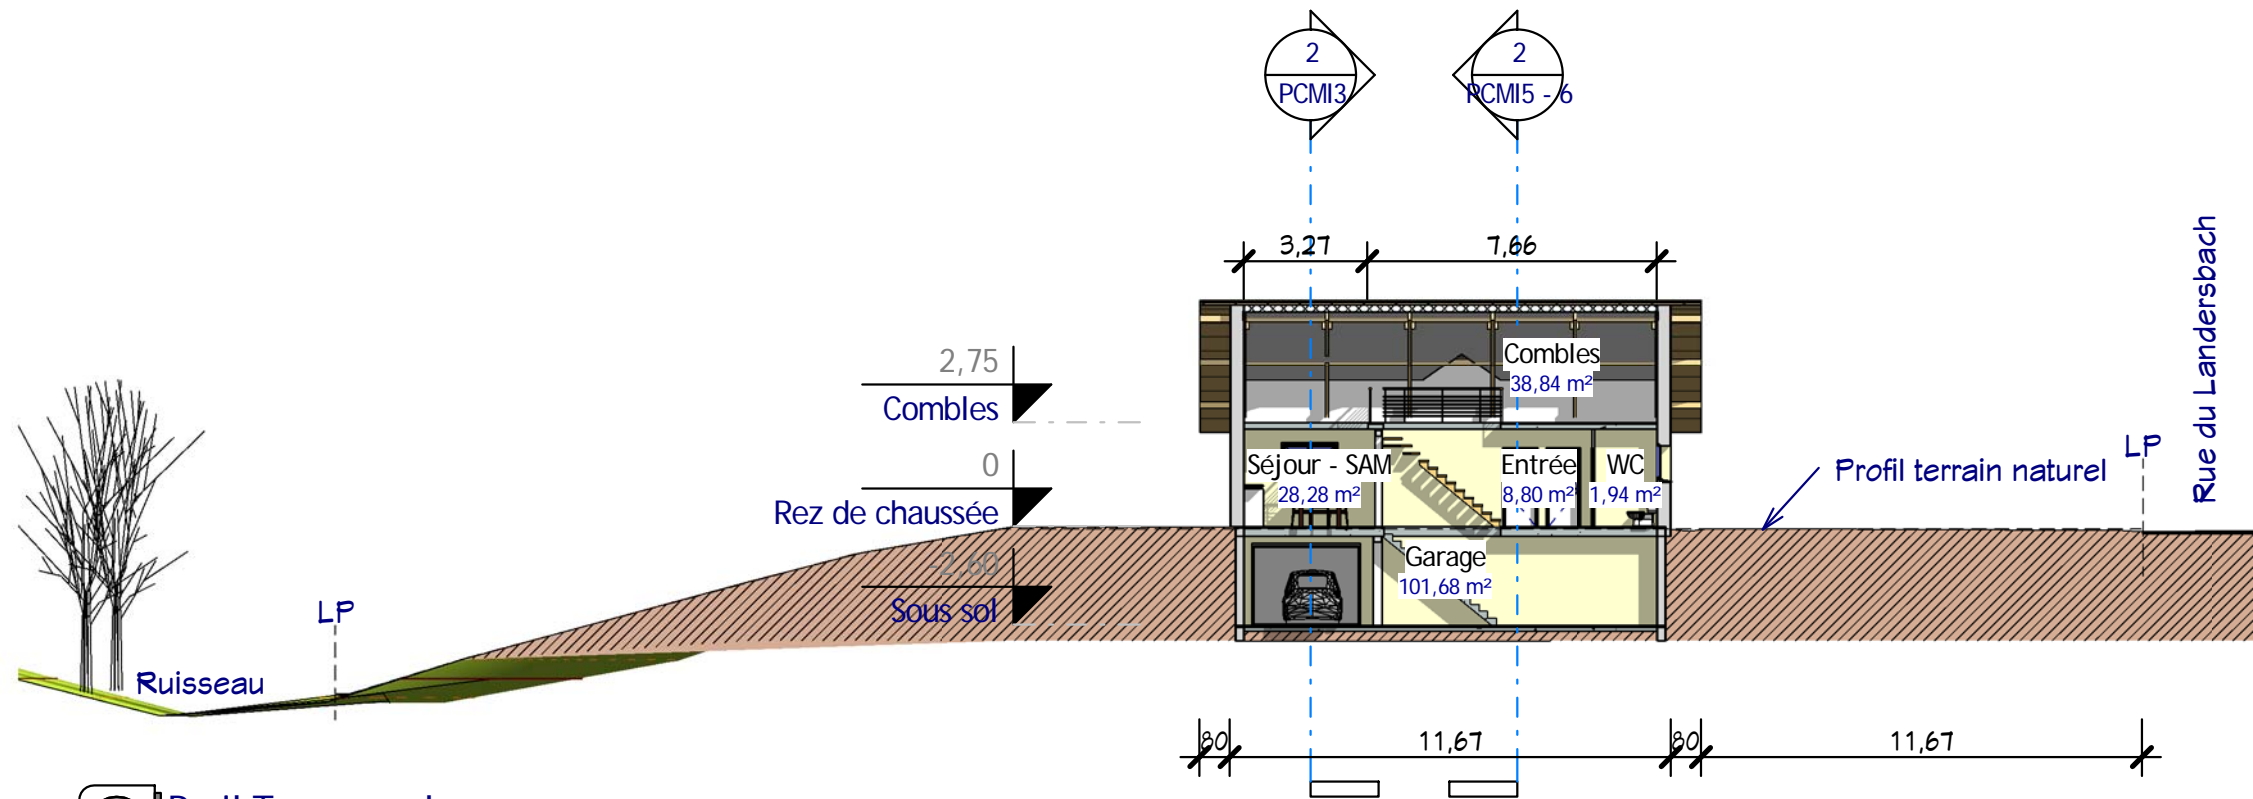 2
PCMI3
2
PCMI5 - 6
3,27
7,66
Rue du Landersbach
2,75
Combles
Combles
38,84 m²
LP
0
Rez de chaussée
Séjour - SAM
28,28 m²
Entrée
8,80 m²
WC
1,94 m²
Profil terrain naturel
-2,60
Sous sol
Garage
101,68 m²
LP
Ruisseau
80
11,67
80
11,67